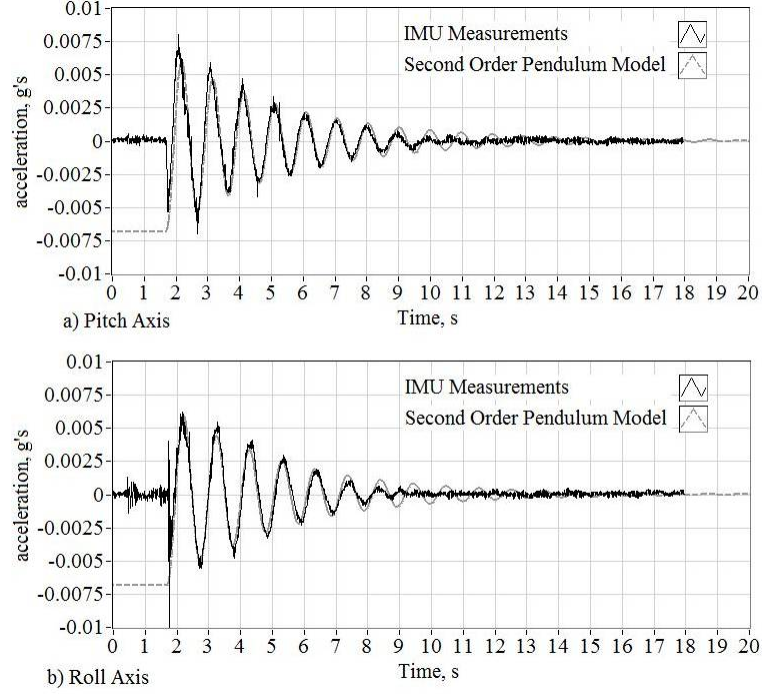 0.01
IMU Measurements
0.0075
Second Order Pendulum Model
0.005
0.0025
0
-0.0025
-0.005
-0.0075
-0.01
acceleration, g's
0 1 2 3 4 5 6 7 8 9 10 11 12 13 14 15 16 17 18 19 20
a) Pitch Axis
Time, s
0.01
IMU Measurements
0.0075
Second Order Pendulum Model
0.005
0.0025
0
-0.0025
-0.005
-0.0075
-0.01
acceleration, g's
0 1 2 3 4 5 6 7 8 9 10 11 12 13 14 15 16 17 18 19 20
Time, s
b) Roll Axis